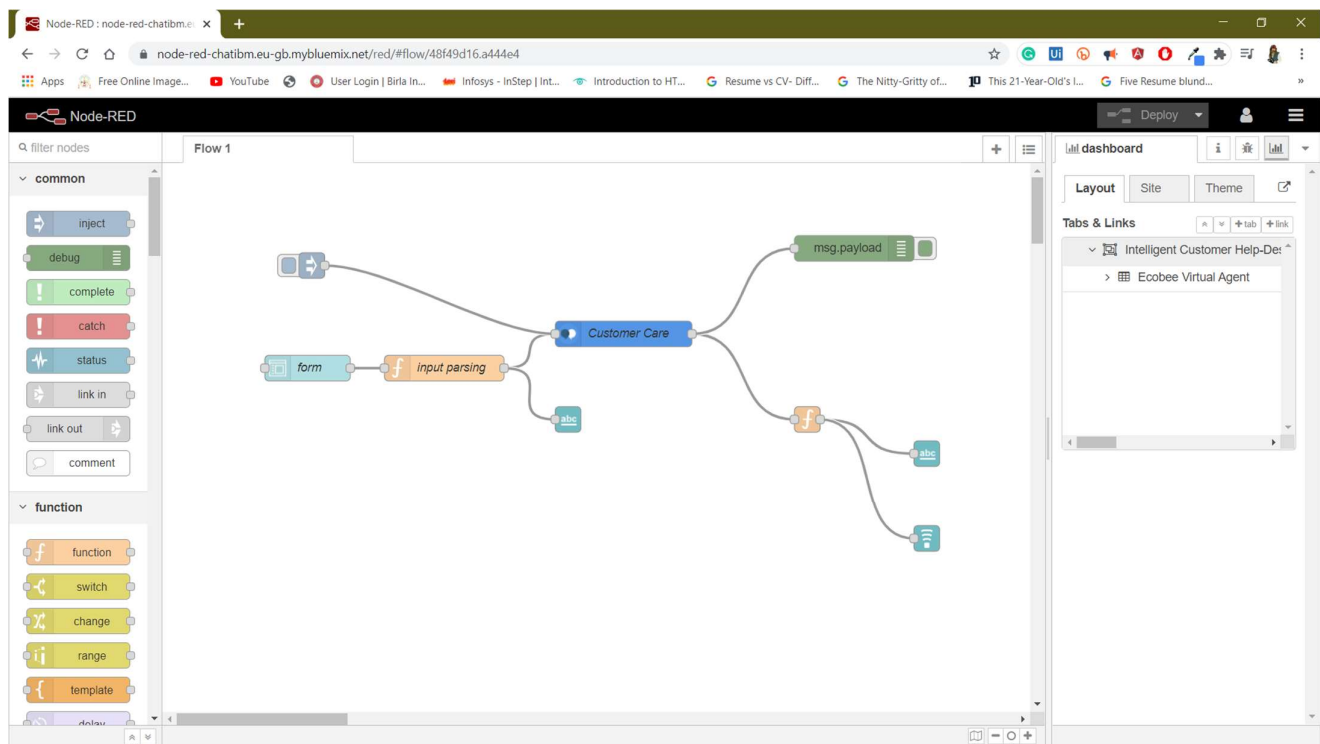 Node-RED : node-red-chatibm.e
node-red-chatibm.eu-gb.mybluemix.net/red/#flow/48f49d16.a444e4
Apps Free Online Image... YouTube User Login | Birla In... Infosys - InStep | Int... Introduction to HT... Resume vs CV- Diff... The Nitty-Gritty of... This 21-Year-Old's I... Five Resume blund... »
Node-RED Deploy
filter nodes Flow 1 dashboard
common
Layout Site Theme
inject
Tabs & Links +tab +link
debug
msg.payload
Intelligent Customer Help-Des
Ecobee Virtual Agent
complete
catch
Customer Care
status
form input parsing
link in
abc
link out
abc
comment
function
function
switch
change
range
template
delay